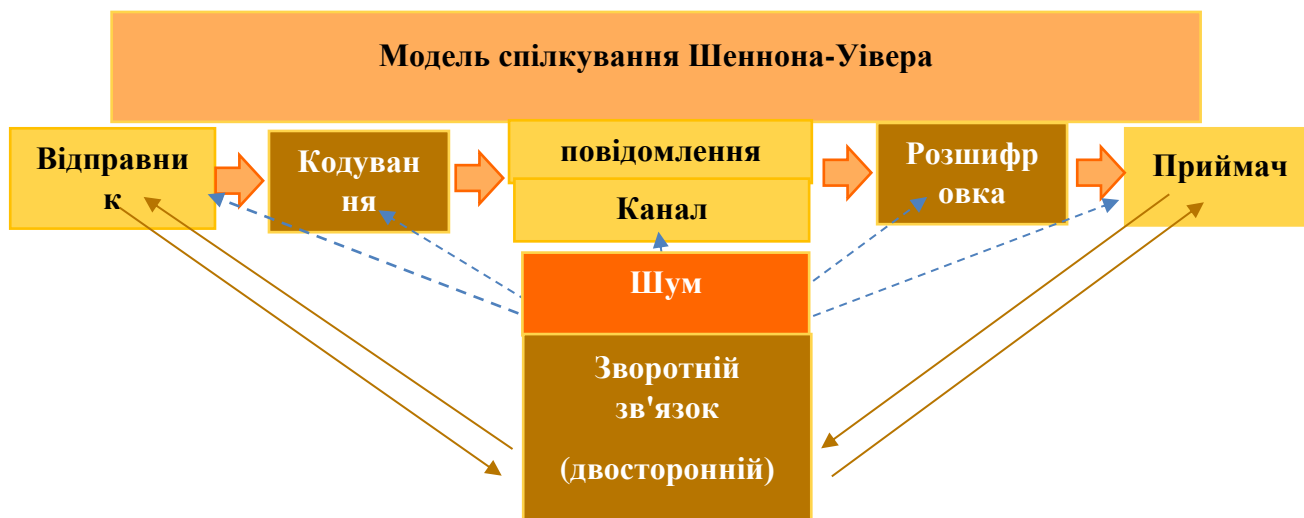 Модель спілкування Шеннона-Уівера
Відправни
к
Кодуван
ня
повідомлення
Канал
Розшифр
овка
Приймач
Шум
Зворотній
зв'язок
(двосторонній)